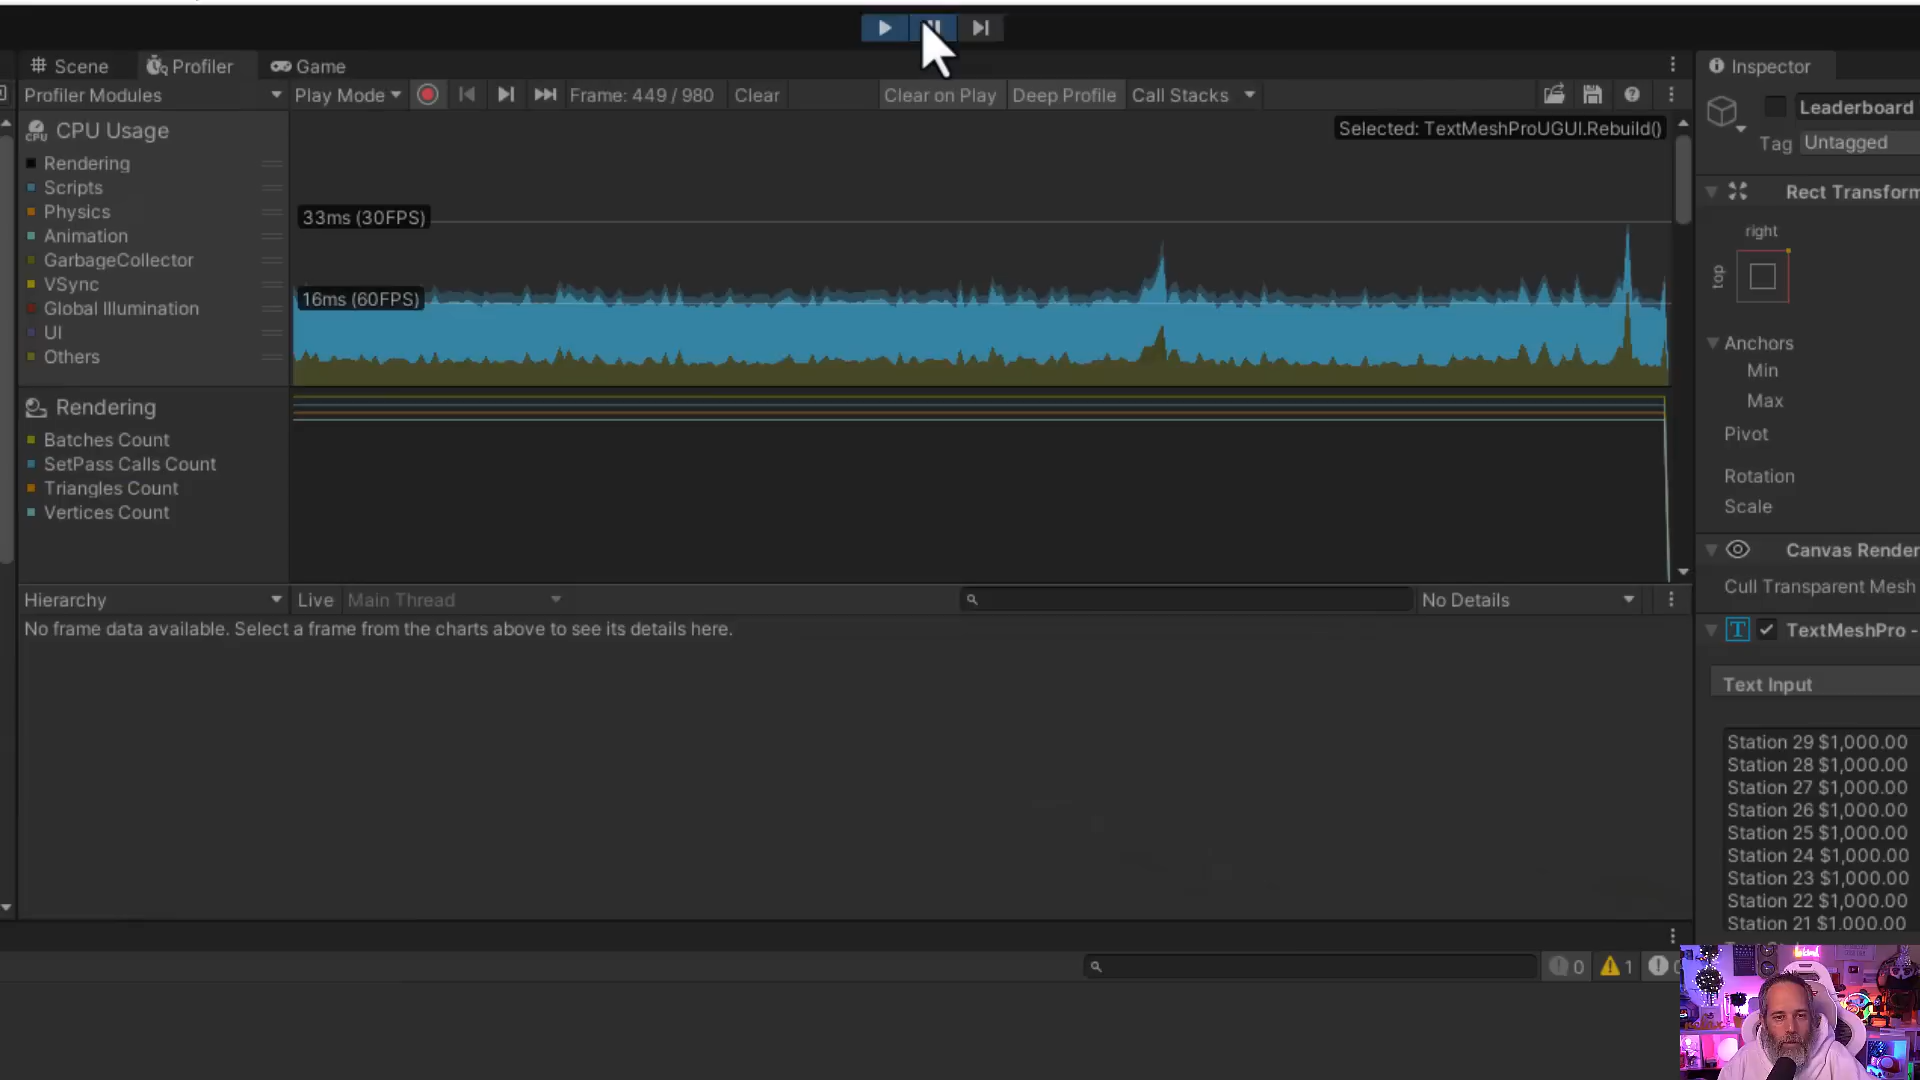 Scene
Profiler
Game
Inspector
Profiler Modules
Play Mode
Frame: 449 / 980
Clear
Clear on Play
Deep Profile
Call Stacks
Leaderboard
Tag
Untagged
CPU Usage
Rendering
Scripts
Physics
Animation
GarbageCollector
VSync
Global Illumination
UI
Others
Selected: TextMeshProUGUI.Rebuild()
33ms (30FPS)
16ms (60FPS)
Rendering
Batches Count
SetPass Calls Count
Triangles Count
Vertices Count
Hierarchy
Live
Main Thread
No Details
No frame data available. Select a frame from the charts above to see its details here.
Rect Transform
right
top
Anchors
Min
Max
Pivot
Rotation
Scale
Canvas Render
Cull Transparent Mesh
TextMeshPro -
Text Input
Station 29 $1,000.00
Station 28 $1,000.00
Station 27 $1,000.00
Station 26 $1,000.00
Station 25 $1,000.00
Station 24 $1,000.00
Station 23 $1,000.00
Station 22 $1,000.00
Station 21 $1,000.00
0
1